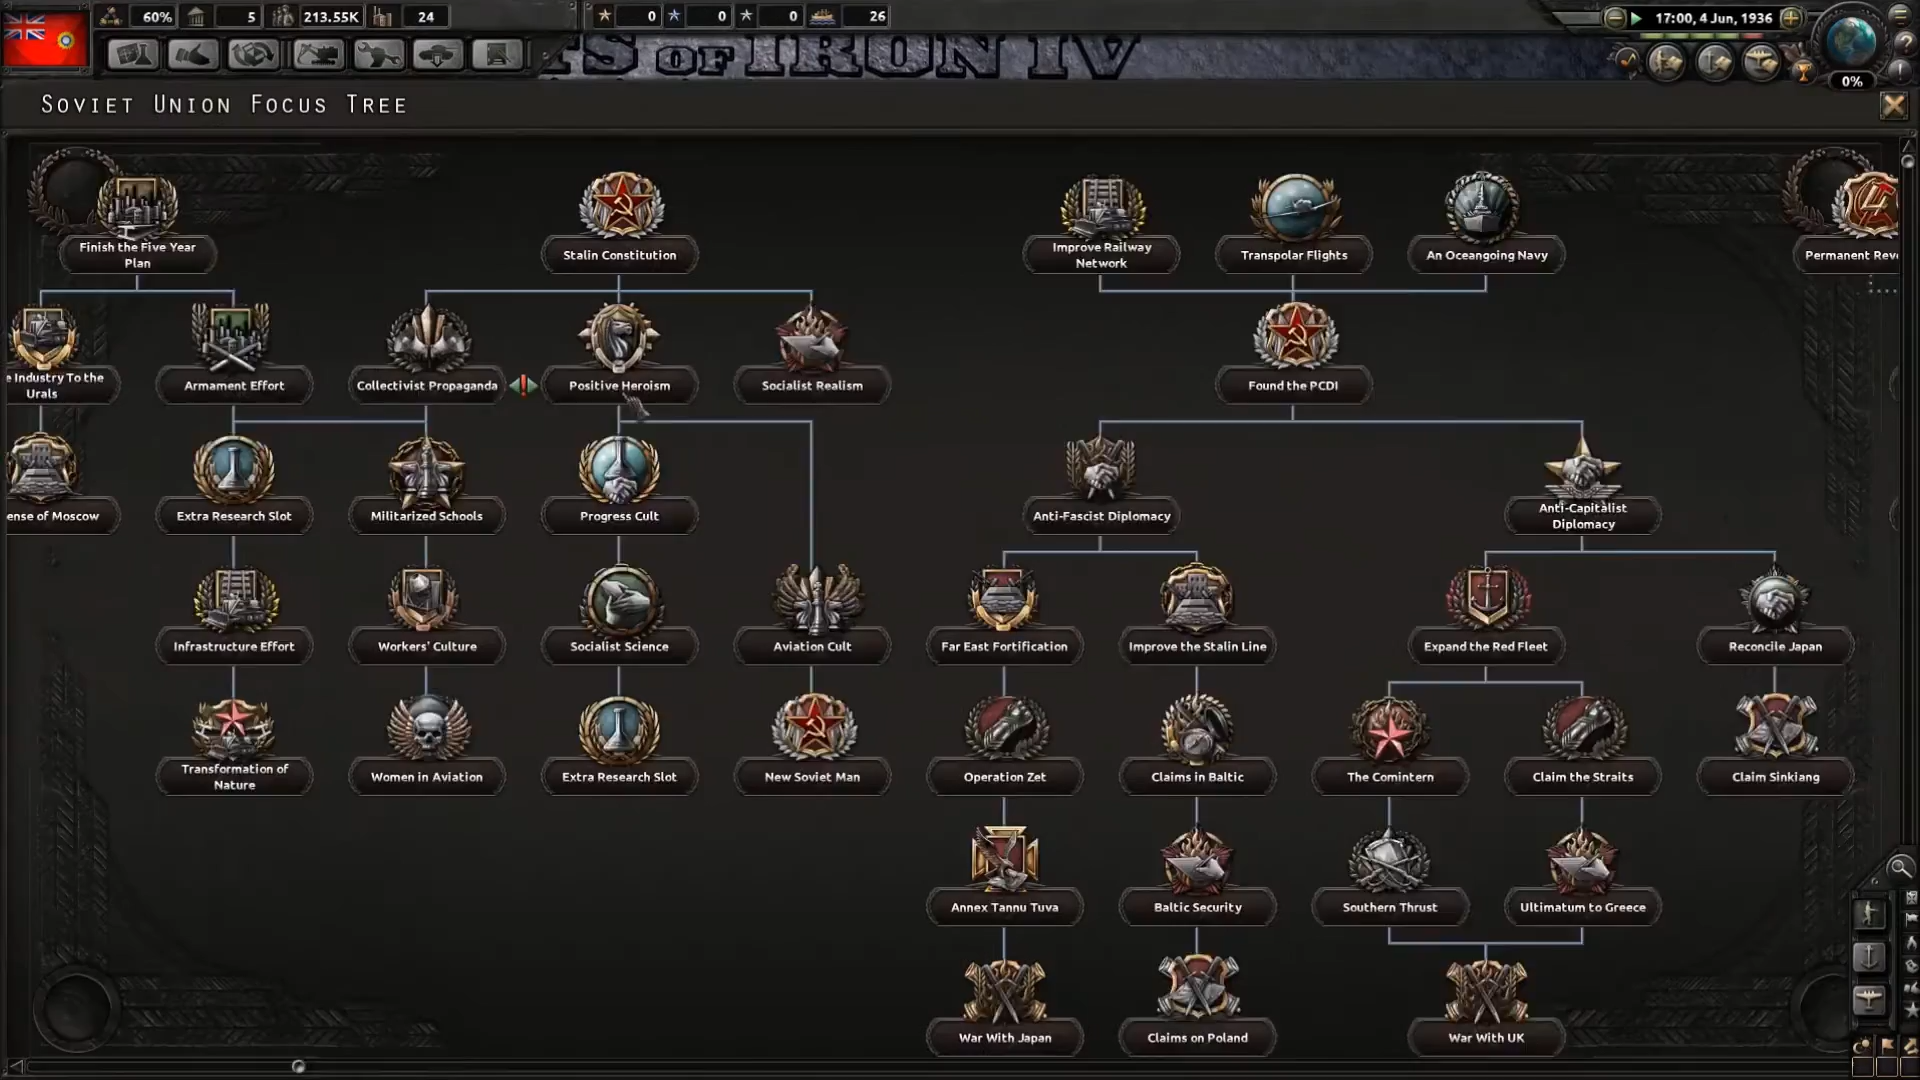 60%
5
213.55K
24
0
0
0
26
17:00, 4 Jun, 1936
0%
TS OF IRON IV
SOVIET UNION FOCUS TREE
Finish the Five Year
Plan
Stalin Constitution
Improve Railway
Network
Transpolar Flights
An Oceangoing Navy
Permanent Revo
e Industry To the
Urals
Armament Effort
Collectivist Propaganda
Positive Heroism
Socialist Realism
Found the PCDI
ense of Moscow
Extra Research Slot
Militarized Schools
Progress Cult
Anti-Fascist Diplomacy
Anti-Capitalist
Diplomacy
Infrastructure Effort
Workers' Culture
Socialist Science
Aviation Cult
Far East Fortification
Improve the Stalin Line
Expand the Red Fleet
Reconcile Japan
Transformation of
Nature
Women in Aviation
Extra Research Slot
New Soviet Man
Operation Zet
Claims in Baltic
The Comintern
Claim the Straits
Claim Sinkiang
Annex Tannu Tuva
Baltic Security
Southern Thrust
Ultimatum to Greece
War With Japan
Claims on Poland
War With UK